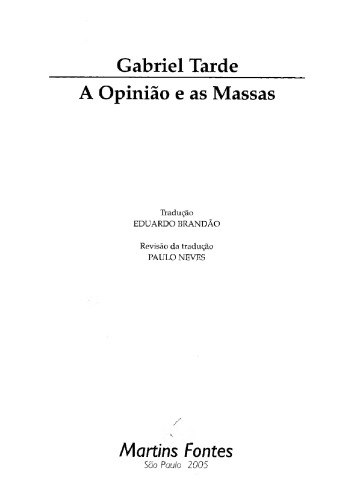 Gabriel Tarde
A Opinião e as Massas
Tradução
EDUARDO BRANDÃO
Revisão da tradução
PAULO NEVES
Martins Fontes
São Paulo 2005